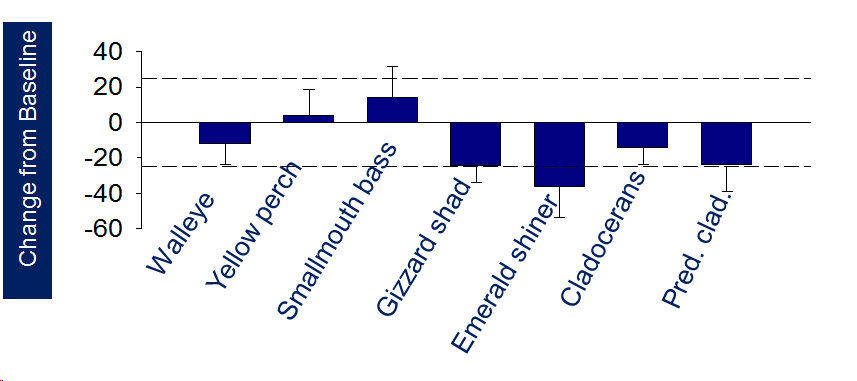 Change from Baseline
40
20
0
-20
-40
-60
Walleye
Yellow perch
Smallmouth bass
Gizzard shad
Emerald shiner
Cladocerans
Pred. clad.